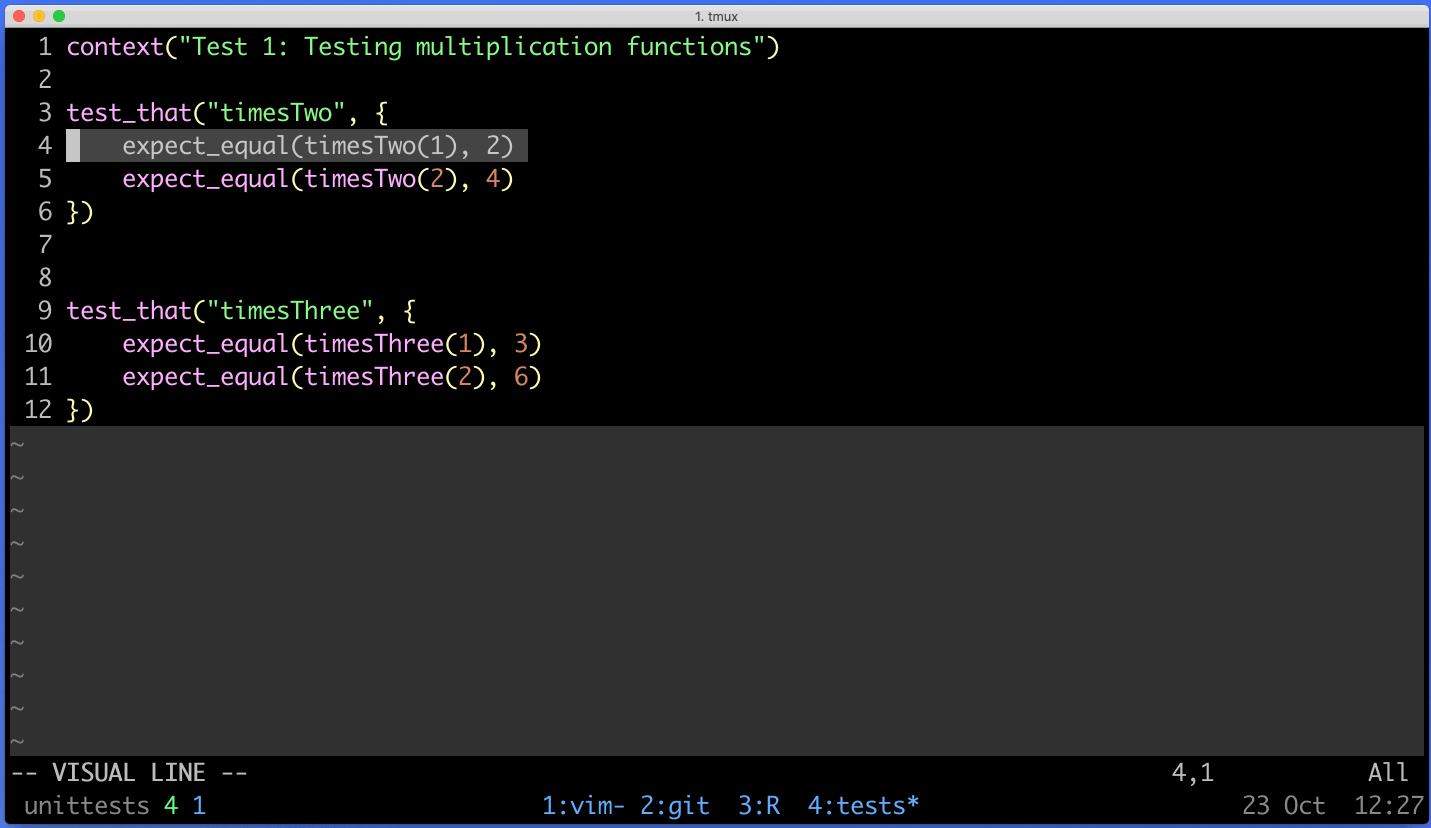 1. tmux
1 context("Test 1: Testing multiplication functions")
2
3 test_that("timesTwo", {
4     expect_equal(timesTwo(1), 2)
5     expect_equal(timesTwo(2), 4)
6 })
7
8
9 test_that("timesThree", {
10     expect_equal(timesThree(1), 3)
11     expect_equal(timesThree(2), 6)
12 })
~
~
~
~
~
~
~
~
~
~
-- VISUAL LINE -- 4,1 All
unittests 4 1 1:vim- 2:git 3:R 4:tests* 23 Oct 12:27